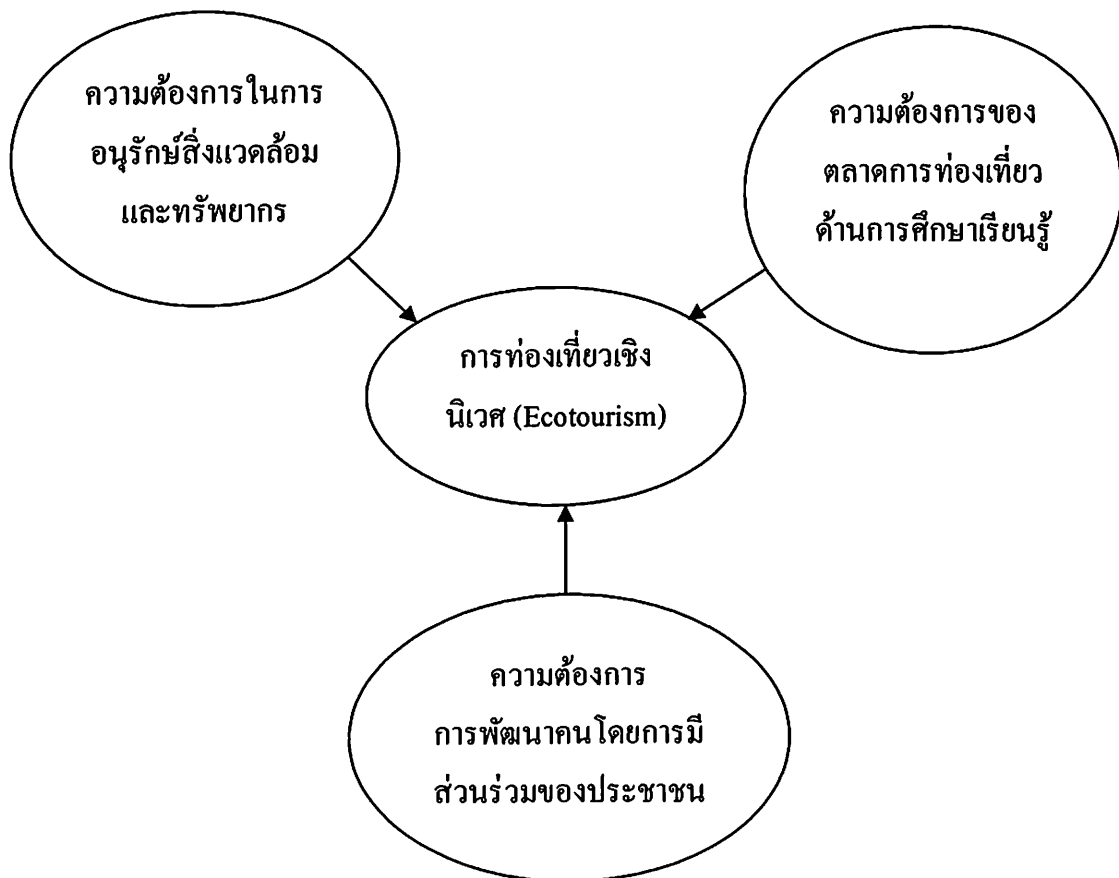 ความต้องการในการ
อนุรักษ์สิ่งแวดล้อม
และทรัพยากร
ความต้องการของ
ตลาดการท่องเที่ยว
ด้านการศึกษาเรียนรู้
การท่องเที่ยวเชิง
นิเวศ (Ecotourism)
ความต้องการ
การพัฒนาคนโดยการมี
ส่วนร่วมของประชาชน